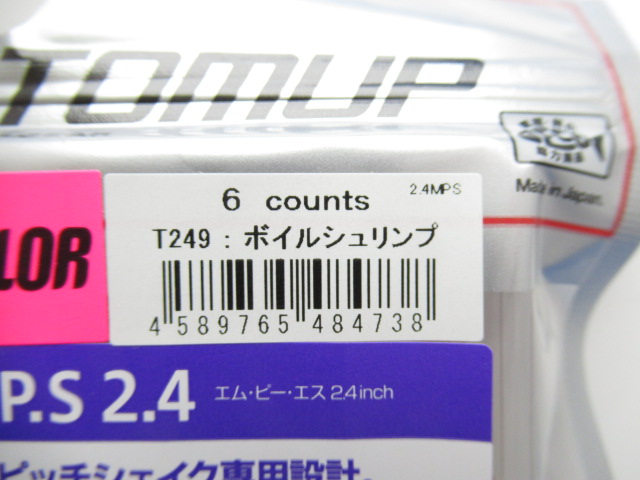 TOMUP
Made in Japan.
6 counts 2.4MPS
T249 : ボイルシュリンプ
LOR
4 589765 484738
P.S 2.4 エム・ピー・エス 2.4inch
ピッチシェイク専用設計。